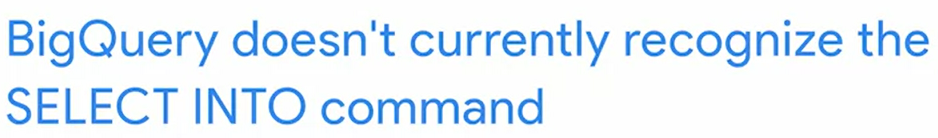 BigQuery doesn't currently recognize the
SELECT INTO command